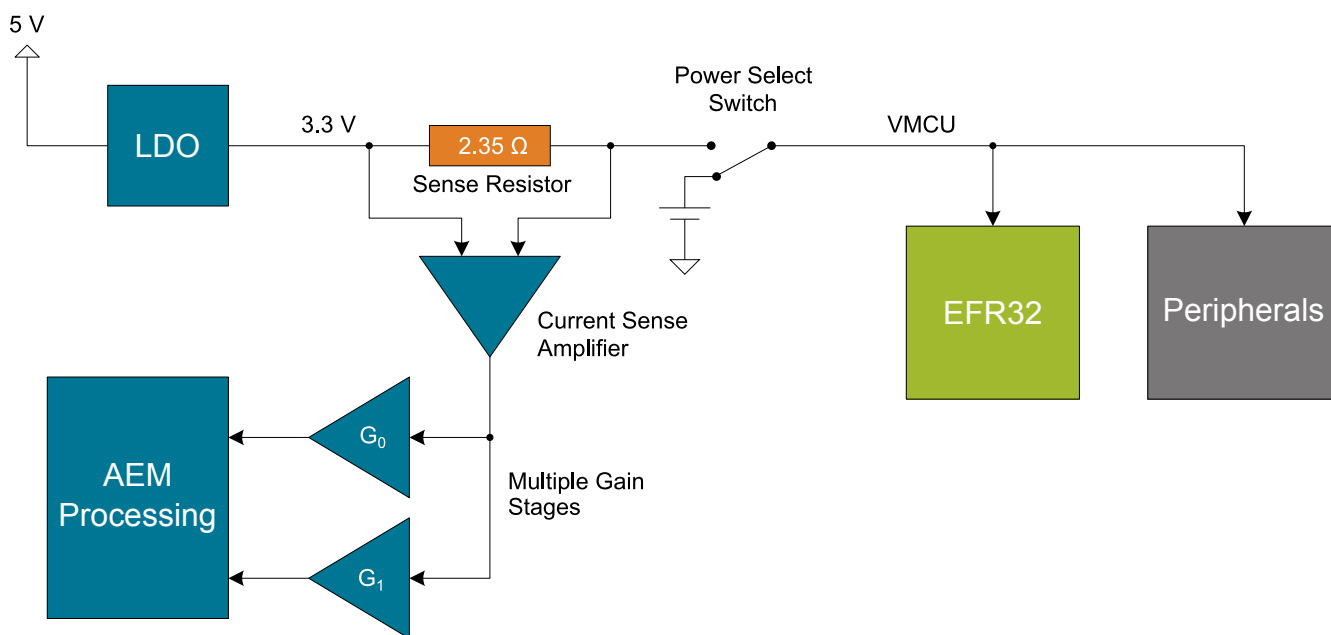 5 V
LDO
3.3 V
2.35 Ω
Sense Resistor
Power Select
Switch
VMCU
EFR32
Peripherals
Current Sense
Amplifier
AEM
Processing
G₀
G₁
Multiple Gain
Stages